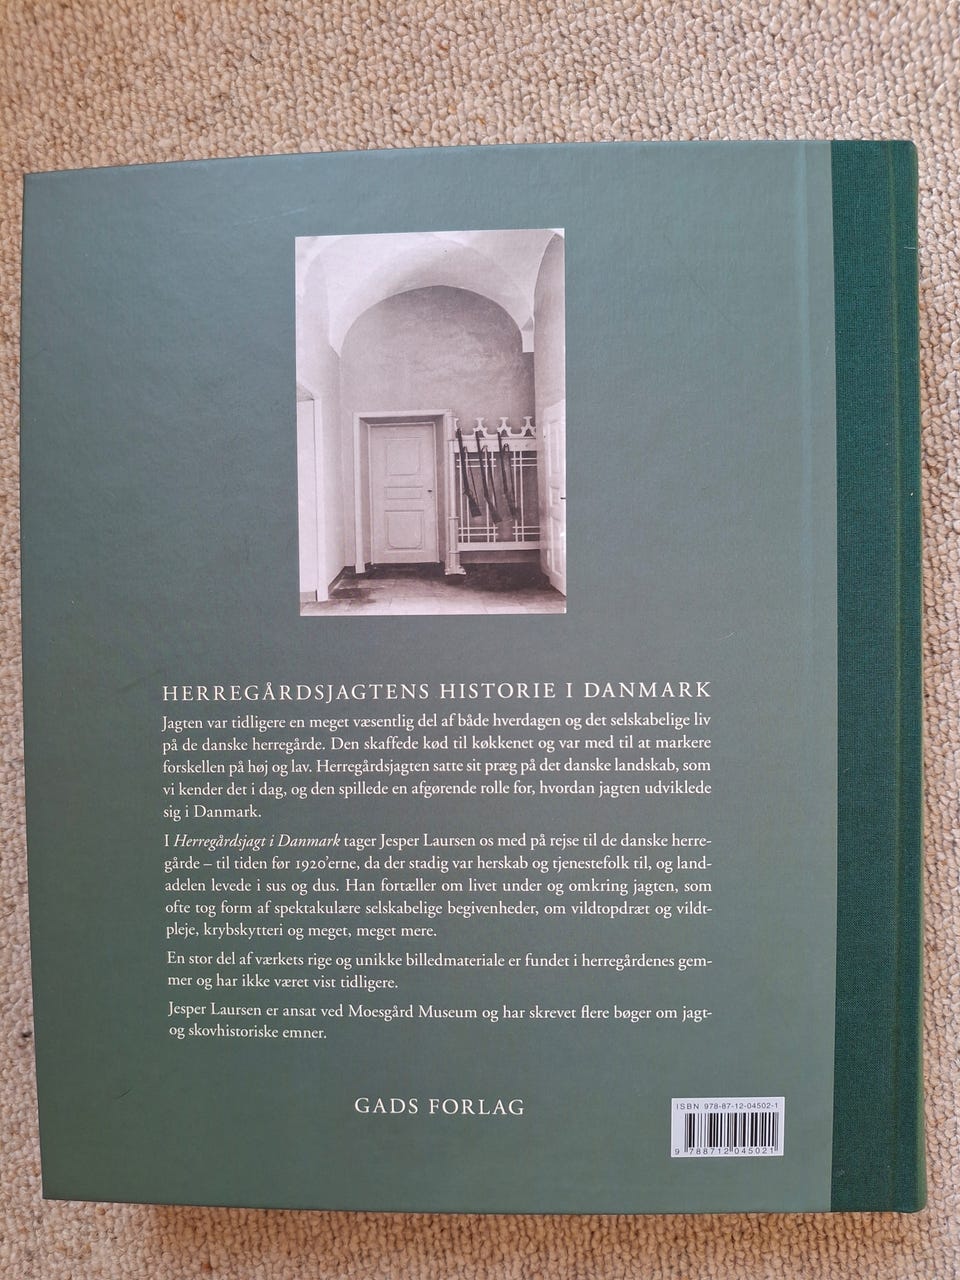 HERREGÅRDSJAGTENS HISTORIE I DANMARK
Jagten var tidligere en meget væsentlig del af både hverdagen og det selskabelige liv
på de danske herregårde. Den skaffede kød til køkkenet og var med til at markere
forskellen på høj og lav. Herregårdsjagten satte sit præg på det danske landskab, som
vi kender det i dag, og den spillede en afgørende rolle for, hvordan jagten udviklede
sig i Danmark.
I Herregårdsjagt i Danmark tager Jesper Laursen os med på rejse til de danske herre-
gårde – til tiden før 1920'erne, da der stadig var herskab og tjenestefolk til, og land-
adelen levede i sus og dus. Han fortæller om livet under og omkring jagten, som
ofte tog form af spektakulære selskabelige begivenheder, om vildtopdræt og vildt-
pleje, krybskytteri og meget, meget mere.
En stor del af værkets rige og unikke billedmateriale er fundet i herregårdenes gem-
mer og har ikke været vist tidligere.
Jesper Laursen er ansat ved Moesgård Museum og har skrevet flere bøger om jagt-
og skovhistoriske emner.
GADS FORLAG
ISBN 978-87-12-04502-1
9 788712 045021